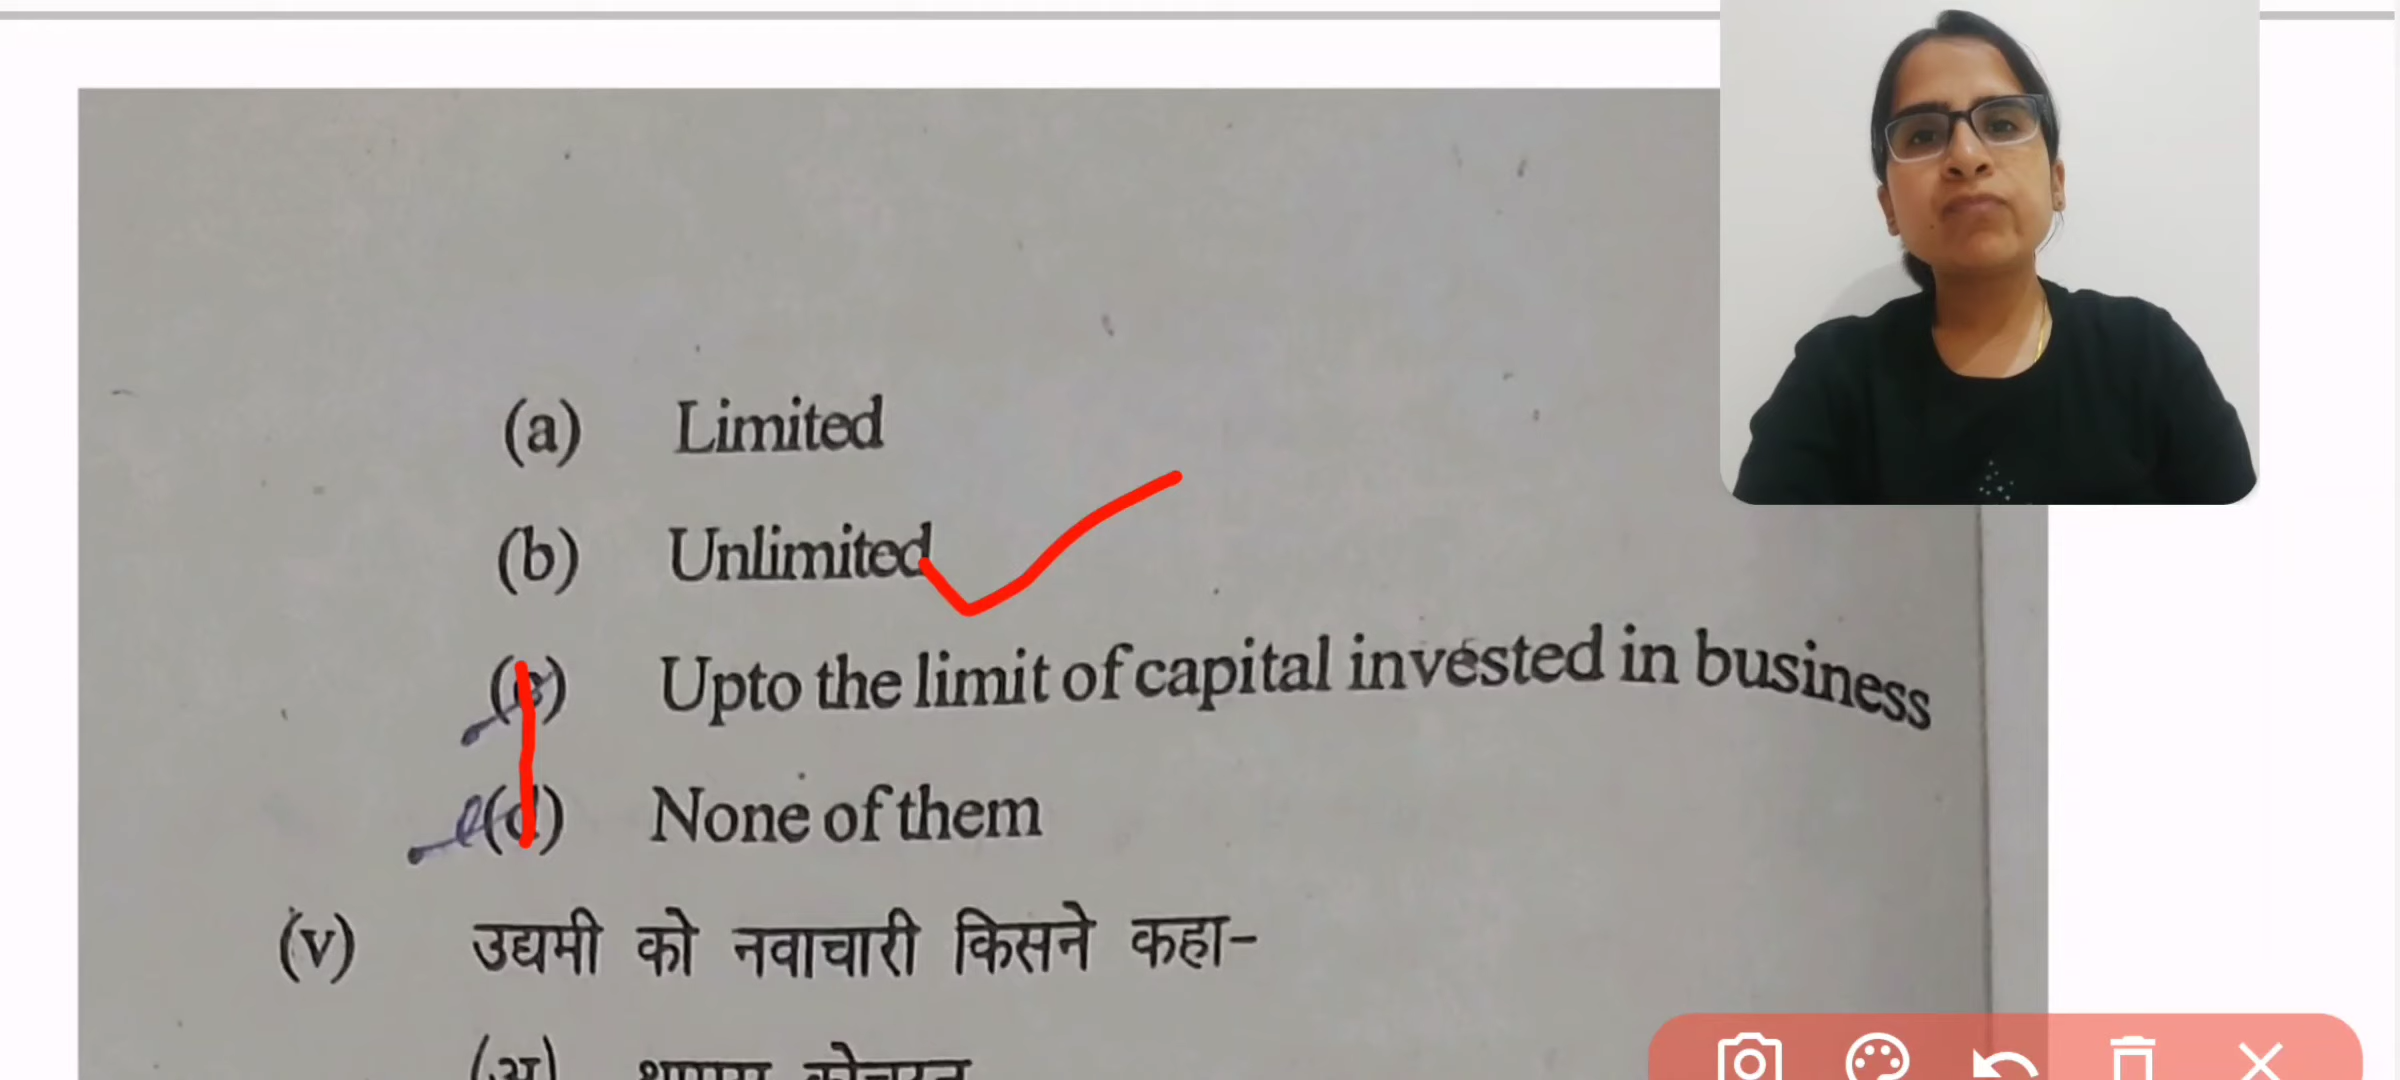 (a) Limited
(b) Unlimited
(c) Upto the limit of capital invested in business
(d) None of them
(v) उद्यमी को नवाचारी किसने कहा-
(अ)